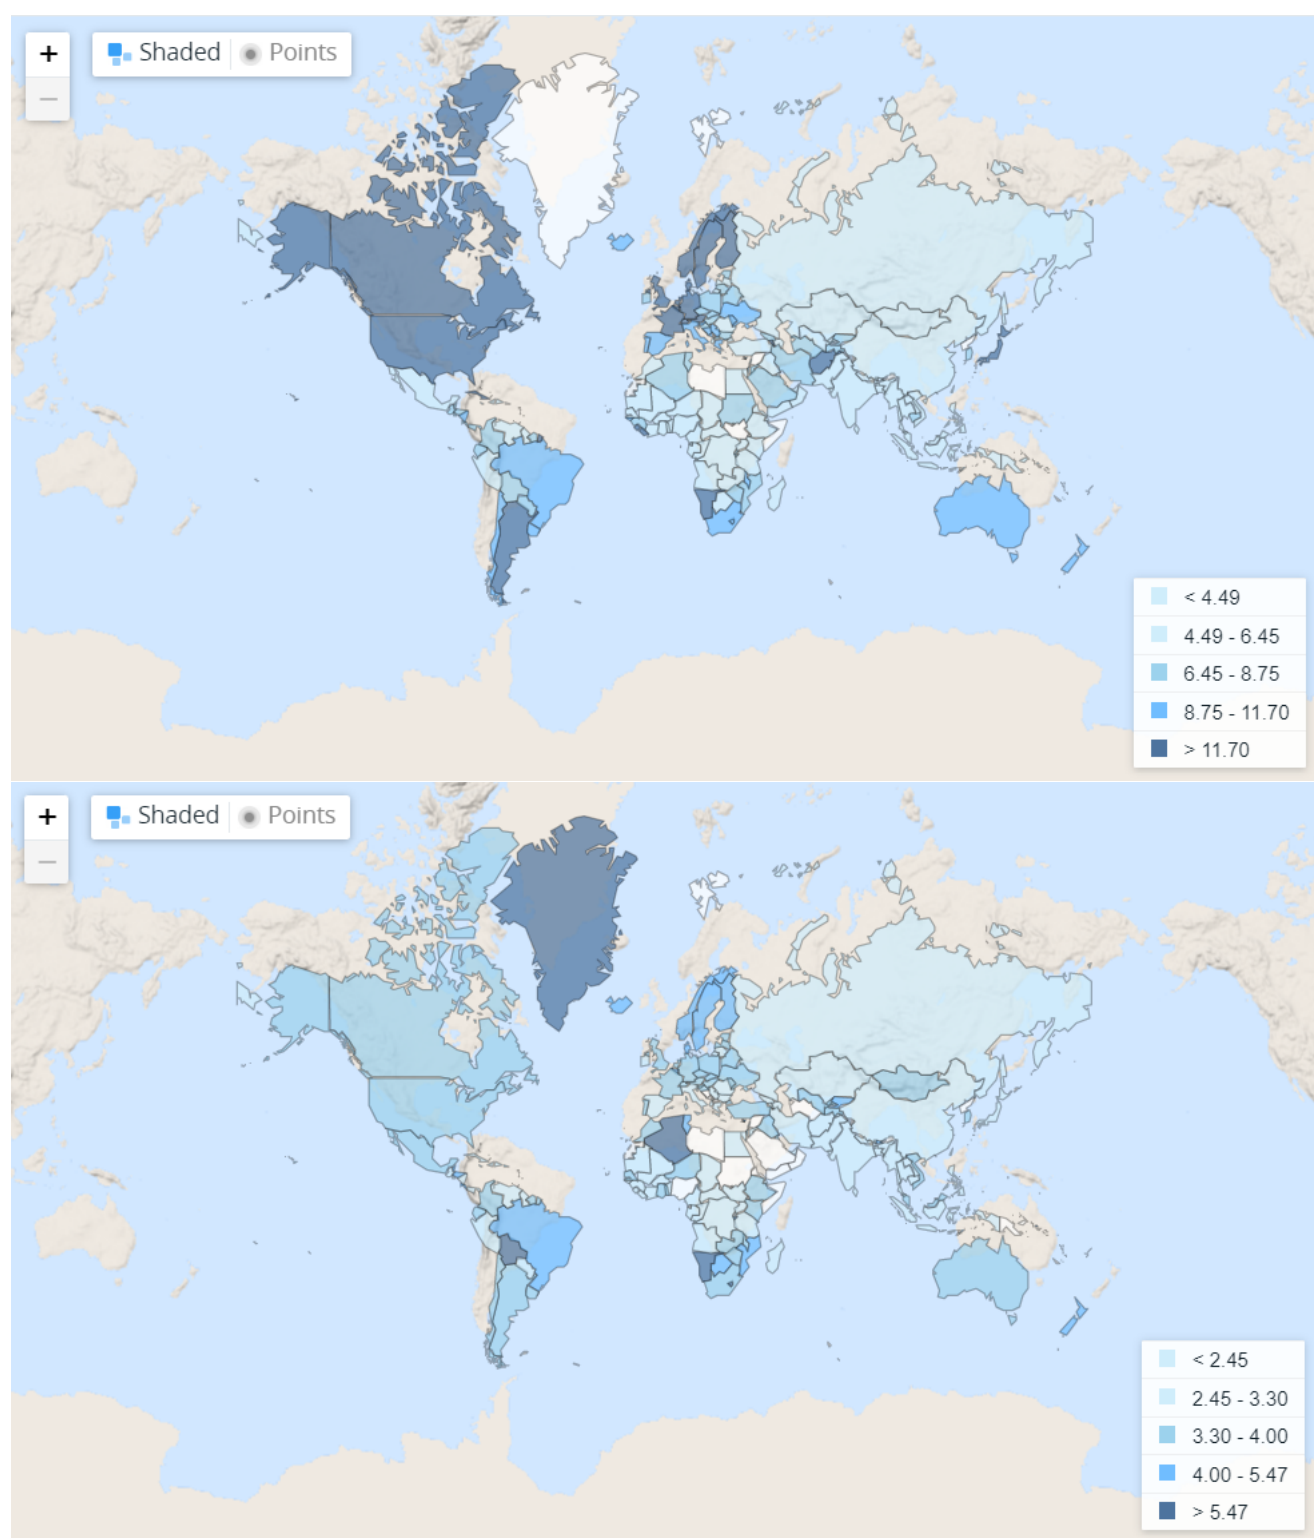 +
Shaded
Points
−
< 4.49
4.49 - 6.45
6.45 - 8.75
8.75 - 11.70
> 11.70
+
Shaded
Points
−
< 2.45
2.45 - 3.30
3.30 - 4.00
4.00 - 5.47
> 5.47